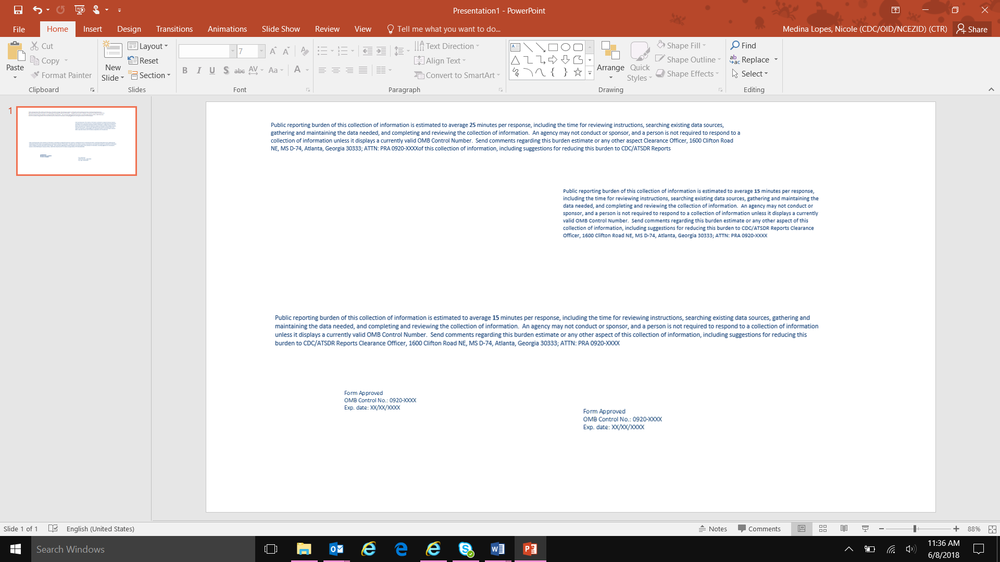 Presentation1 - PowerPoint
File Home Insert Design Transitions Animations Slide Show Review View Tell me what you want to do... Medina Lopes, Nicole (CDC/OID/NCEZID) (CTR) Share
Paste Cut Copy Format Painter
Clipboard
New Slide Layout Reset Section
Slides
7
B I U S abc AV Aa A
Font
Text Direction
Align Text
Convert to SmartArt
Paragraph
Arrange
Quick Styles
Shape Fill
Shape Outline
Shape Effects
Drawing
Find
Replace
Select
Editing
1
Public reporting burden of this collection of information is estimated to average 25 minutes per response, including the time for reviewing instructions, searching existing data sources,
gathering and maintaining the data needed, and completing and reviewing the collection of information.  An agency may not conduct or sponsor, and a person is not required to respond to a
collection of information unless it displays a currently valid OMB Control Number.  Send comments regarding this burden estimate or any other aspect Clearance Officer, 1600 Clifton Road
NE, MS D-74, Atlanta, Georgia 30333; ATTN: PRA 0920-XXXXof this collection of information, including suggestions for reducing this burden to CDC/ATSDR Reports
Public reporting burden of this collection of information is estimated to average 15 minutes per response,
including the time for reviewing instructions, searching existing data sources, gathering and maintaining the
data needed, and completing and reviewing the collection of information.  An agency may not conduct or
sponsor, and a person is not required to respond to a collection of information unless it displays a currently
valid OMB Control Number.  Send comments regarding this burden estimate or any other aspect of this
collection of information, including suggestions for reducing this burden to CDC/ATSDR Reports Clearance
Officer, 1600 Clifton Road NE, MS D-74, Atlanta, Georgia 30333; ATTN: PRA 0920-XXXX
Public reporting burden of this collection of information is estimated to average 15 minutes per response, including the time for reviewing instructions, searching existing data sources, gathering and
maintaining the data needed, and completing and reviewing the collection of information.  An agency may not conduct or sponsor, and a person is not required to respond to a collection of information
unless it displays a currently valid OMB Control Number.  Send comments regarding this burden estimate or any other aspect of this collection of information, including suggestions for reducing this
burden to CDC/ATSDR Reports Clearance Officer, 1600 Clifton Road NE, MS D-74, Atlanta, Georgia 30333; ATTN: PRA 0920-XXXX
Form Approved
OMB Control No.: 0920-XXXX
Exp. date: XX/XX/XXXX
Form Approved
OMB Control No.: 0920-XXXX
Exp. date: XX/XX/XXXX
Slide 1 of 1 English (United States) Notes Comments 88%
Search Windows
11:36 AM
6/8/2018